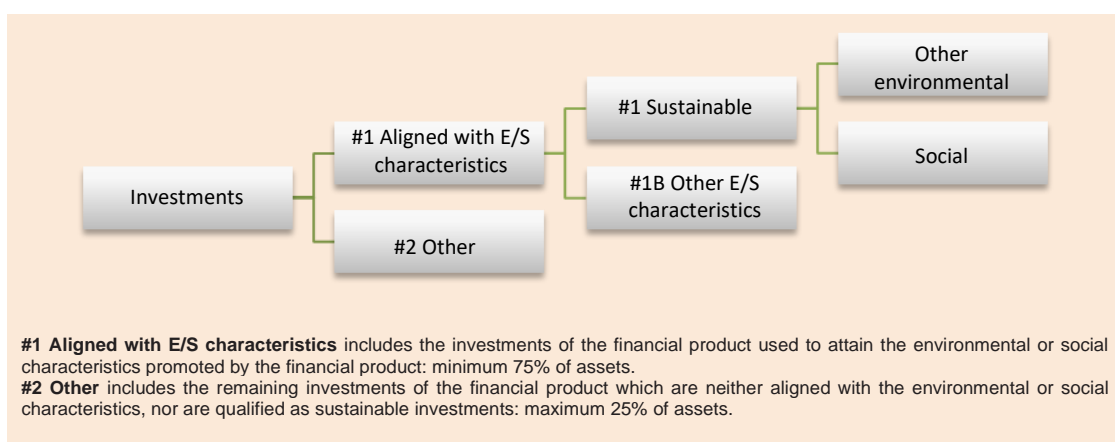 Other
environmental
#1 Sustainable
#1 Aligned with E/S
characteristics
Social
#1B Other E/S
characteristics
Investments
#2 Other
#1 Aligned with E/S characteristics includes the investments of the financial product used to attain the environmental or social
characteristics promoted by the financial product: minimum 75% of assets.
#2 Other includes the remaining investments of the financial product which are neither aligned with the environmental or social
characteristics, nor are qualified as sustainable investments: maximum 25% of assets.